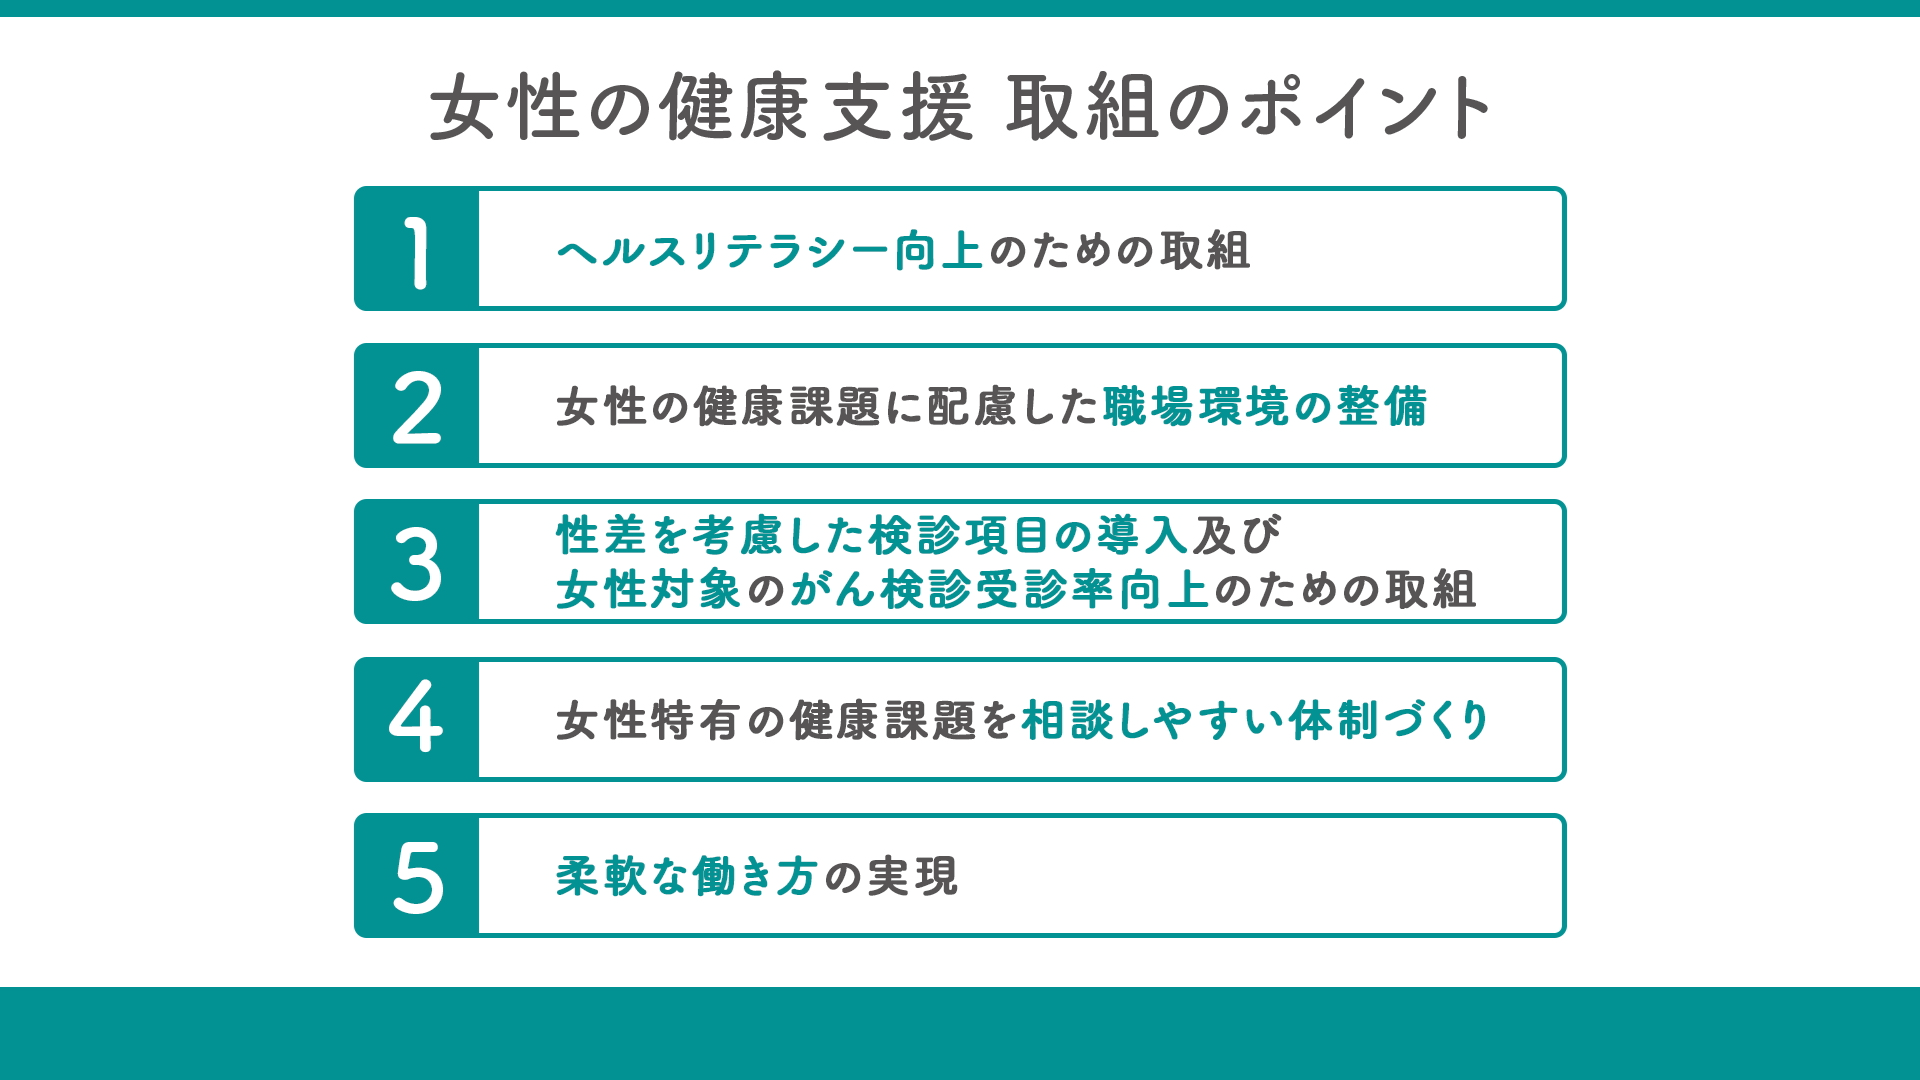 女性の健康支援 取組のポイント
1
ヘルスリテラシー向上のための取組
2
女性の健康課題に配慮した職場環境の整備
3
性差を考慮した検診項目の導入及び
女性対象のがん検診受診率向上のための取組
4
女性特有の健康課題を相談しやすい体制づくり
5
柔軟な働き方の実現